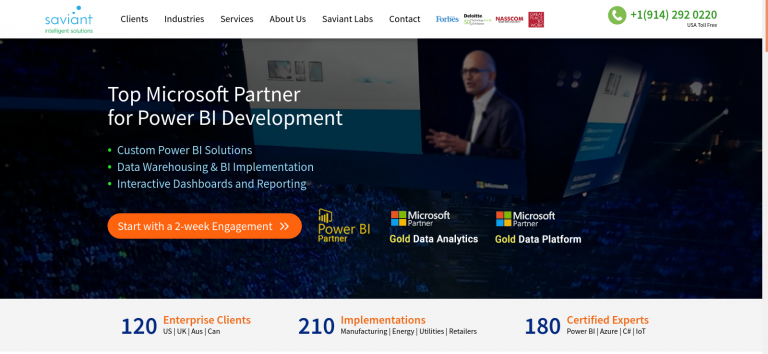 saviant
intelligent solutions
Clients
Industries
Services
About Us
Saviant Labs
Contact
Forbes
Deloitte
NASSCOM
+1(914) 292 0220
USA Toll Free
Top Microsoft Partner
for Power BI Development
Custom Power BI Solutions
Data Warehousing & BI Implementation
Interactive Dashboards and Reporting
Microsoft
Start with a 2-week Engagement
Power BI
Partner
Microsoft
Partner
Gold Data Analytics
Microsoft
Partner
Gold Data Platform
120 Enterprise Clients
US | UK | Aus | Can
210 Implementations
Manufacturing | Energy | Utilities | Retailers
180 Certified Experts
Power BI | Azure | C# | IoT